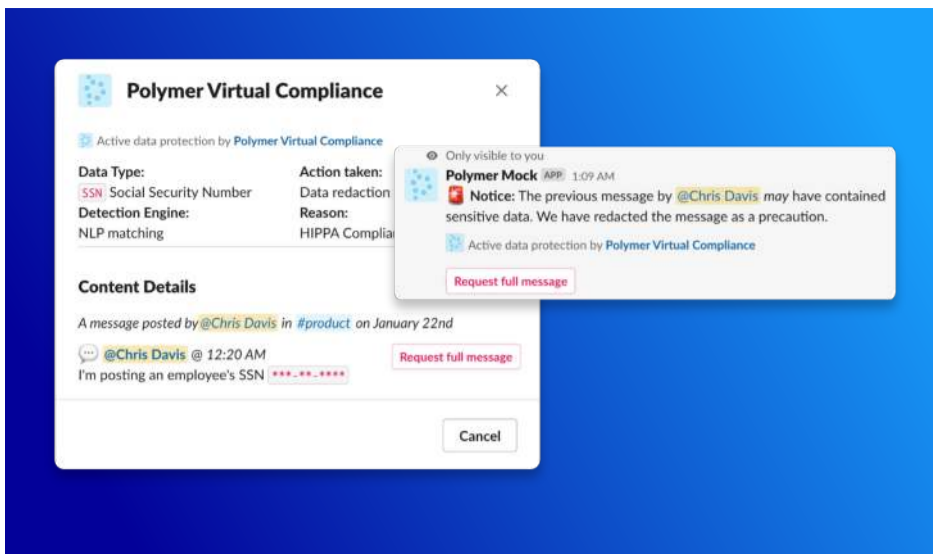 Polymer Virtual Compliance
Active data protection by Polymer Virtual Compliance
Data Type:
SSN Social Security Number
Detection Engine:
NLP matching
Action taken:
Data redaction
Reason:
HIPPA Complia
Content Details
A message posted by @Chris Davis in #product on January 22nd
@Chris Davis @ 12:20 AM
I'm posting an employee's SSN ***-**-****
Request full message
Cancel
Only visible to you
Polymer Mock APP 1:09 AM
Notice: The previous message by @Chris Davis may have contained
sensitive data. We have redacted the message as a precaution.
Active data protection by Polymer Virtual Compliance
Request full message